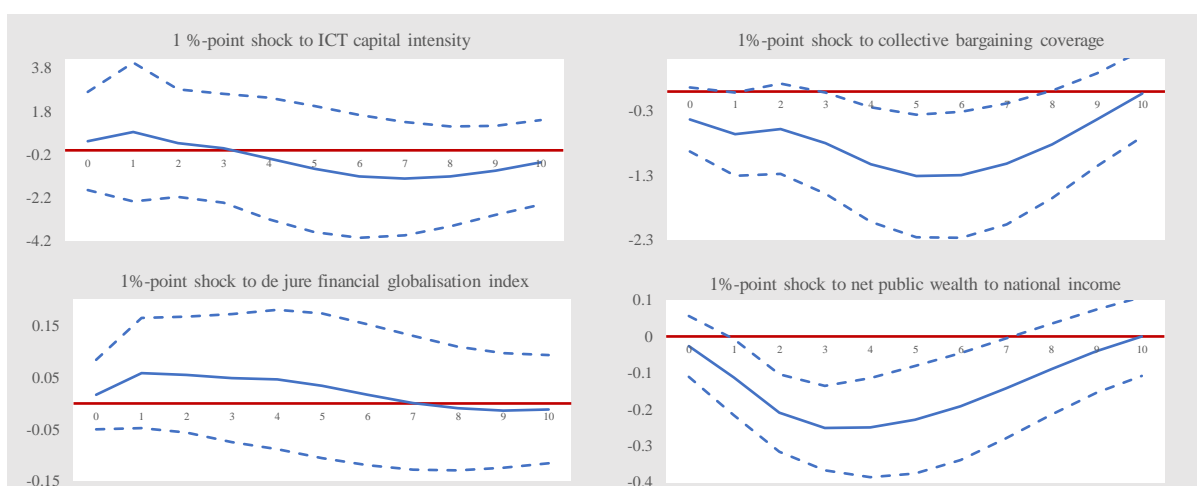 1 %-point shock to ICT capital intensity
3.8
1.8
-0.2
-2.2
-4.2
0 1 2 3 4 5 6 7 8 9 10
1%-point shock to collective bargaining coverage
-0.3
-1.3
-2.3
0 1 2 3 4 5 6 7 8 9 10
1%-point shock to de jure financial globalisation index
0.15
0.05
-0.05
-0.15
0 1 2 3 4 5 6 7 8 9 10
1%-point shock to net public wealth to national income
0.1
0
-0.1
-0.2
-0.3
-0.4
0 1 2 3 4 5 6 7 8 9 10